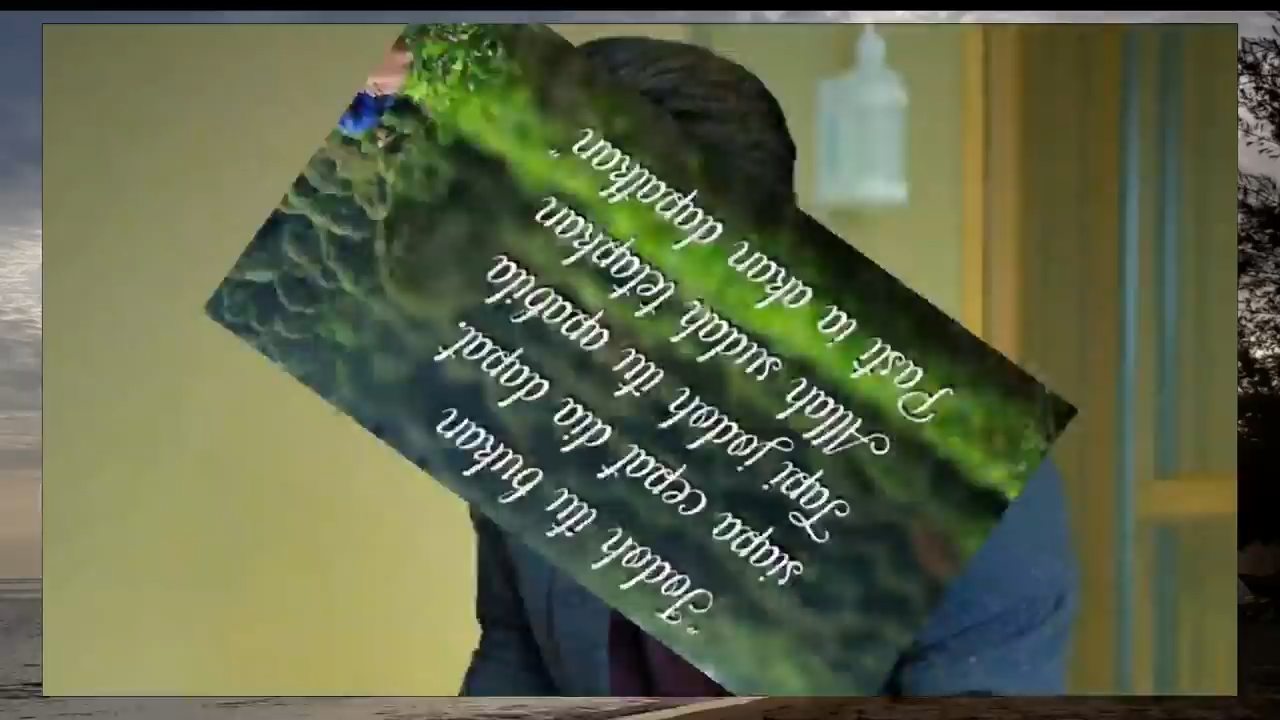 "Jodoh itu bukan
siapa cepat dia dapat.
Tapi jodoh itu apabila
Allah sudah tetapkan
Pasti ia akan dapatkan"